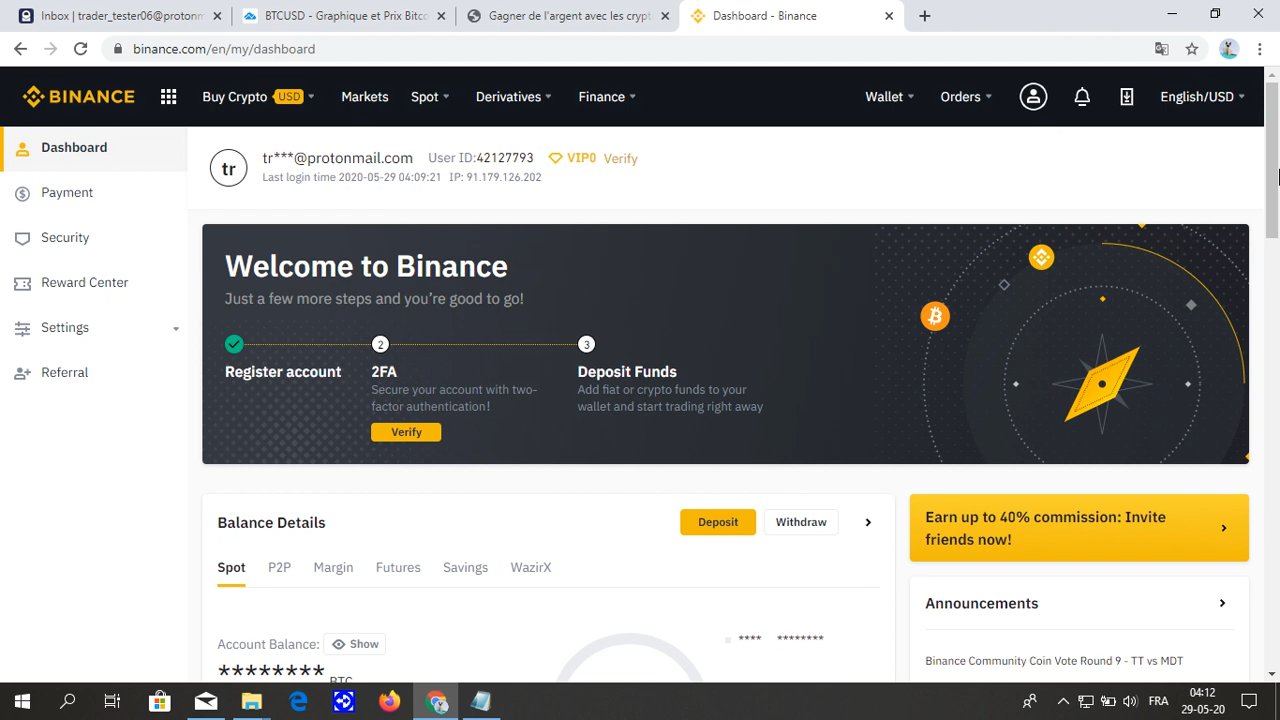 Inbox | trader_tester06@protonm
BTCUSD - Graphique et Prix Bitco
Gagner de l'argent avec les crypt
Dashboard - Binance
binance.com/en/my/dashboard
BINANCE
Buy Crypto USD
Markets
Spot
Derivatives
Finance
Wallet
Orders
English/USD
Dashboard
Payment
Security
Reward Center
Settings
Referral
tr
tr***@protonmail.com User ID:42127793 VIP0 Verify
Last login time 2020-05-29 04:09:21 IP: 91.179.126.202
Welcome to Binance
Just a few more steps and you're good to go!
2
3
Register account
2FA
Secure your account with two-
factor authentication!
Verify
Deposit Funds
Add fiat or crypto funds to your
wallet and start trading right away
Balance Details
Deposit
Withdraw
Spot P2P Margin Futures Savings WazirX
Account Balance: Show
******** BTC
**** ********
Earn up to 40% commission: Invite
friends now!
Announcements
Binance Community Coin Vote Round 9 - TT vs MDT
FRA
04:12
29-05-20